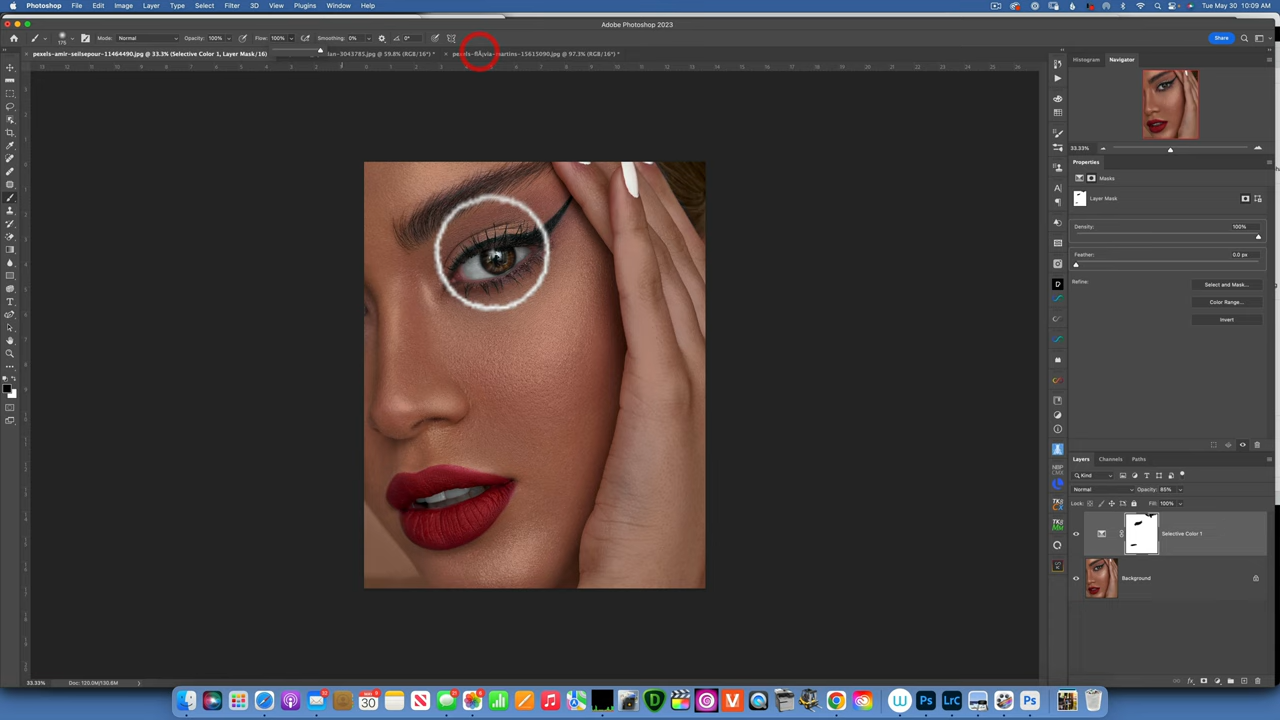 Photoshop File Edit Image Layer Type Select Filter 3D View Plugins Window Help
Tue May 30 10:09 AM
Adobe Photoshop 2023
175 Mode: Normal Opacity: 100% Flow: 100% Smoothing: 0% 0° Share
pexels-amir-seilsepour-11464490.jpg @ 33.3% (Selective Color 1, Layer Mask/16)
ian-3043785.jpg @ 59.8% (RGB/16*) *
martins-15615090.jpg @ 97.3% (RGB/16*) *
Histogram Navigator
33.33%
Properties
Masks
Layer Mask
Density: 100%
Feather: 0.0 px
Refine: Select and Mask...
Color Range...
Invert
Layers Channels Paths
Kind
Normal Opacity: 85%
Lock: Fill: 100%
Selective Color 1
Background
33.33% Doc: 120.0M/130.6M